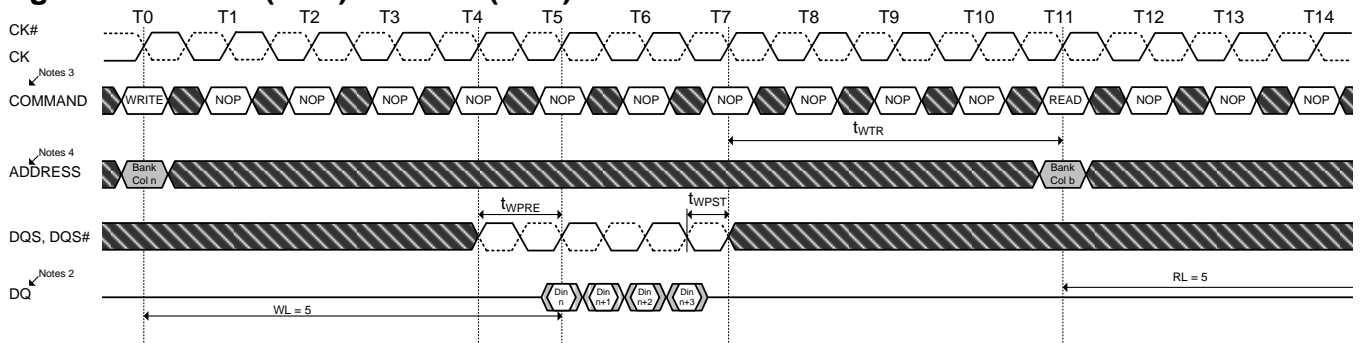 T0 T1 T2 T3 T4 T5 T6 T7 T8 T9 T10 T11 T12 T13 T14
CK#
CK
Notes 3
COMMAND WRITE NOP NOP NOP NOP NOP NOP NOP NOP NOP NOP READ NOP NOP NOP
tWTR
Notes 4
ADDRESS Bank Col n Bank Col b
tWPRE tWPST
DQS, DQS#
Notes 2
DQ Din n Din n+1 Din n+2 Din n+3
RL = 5
WL = 5